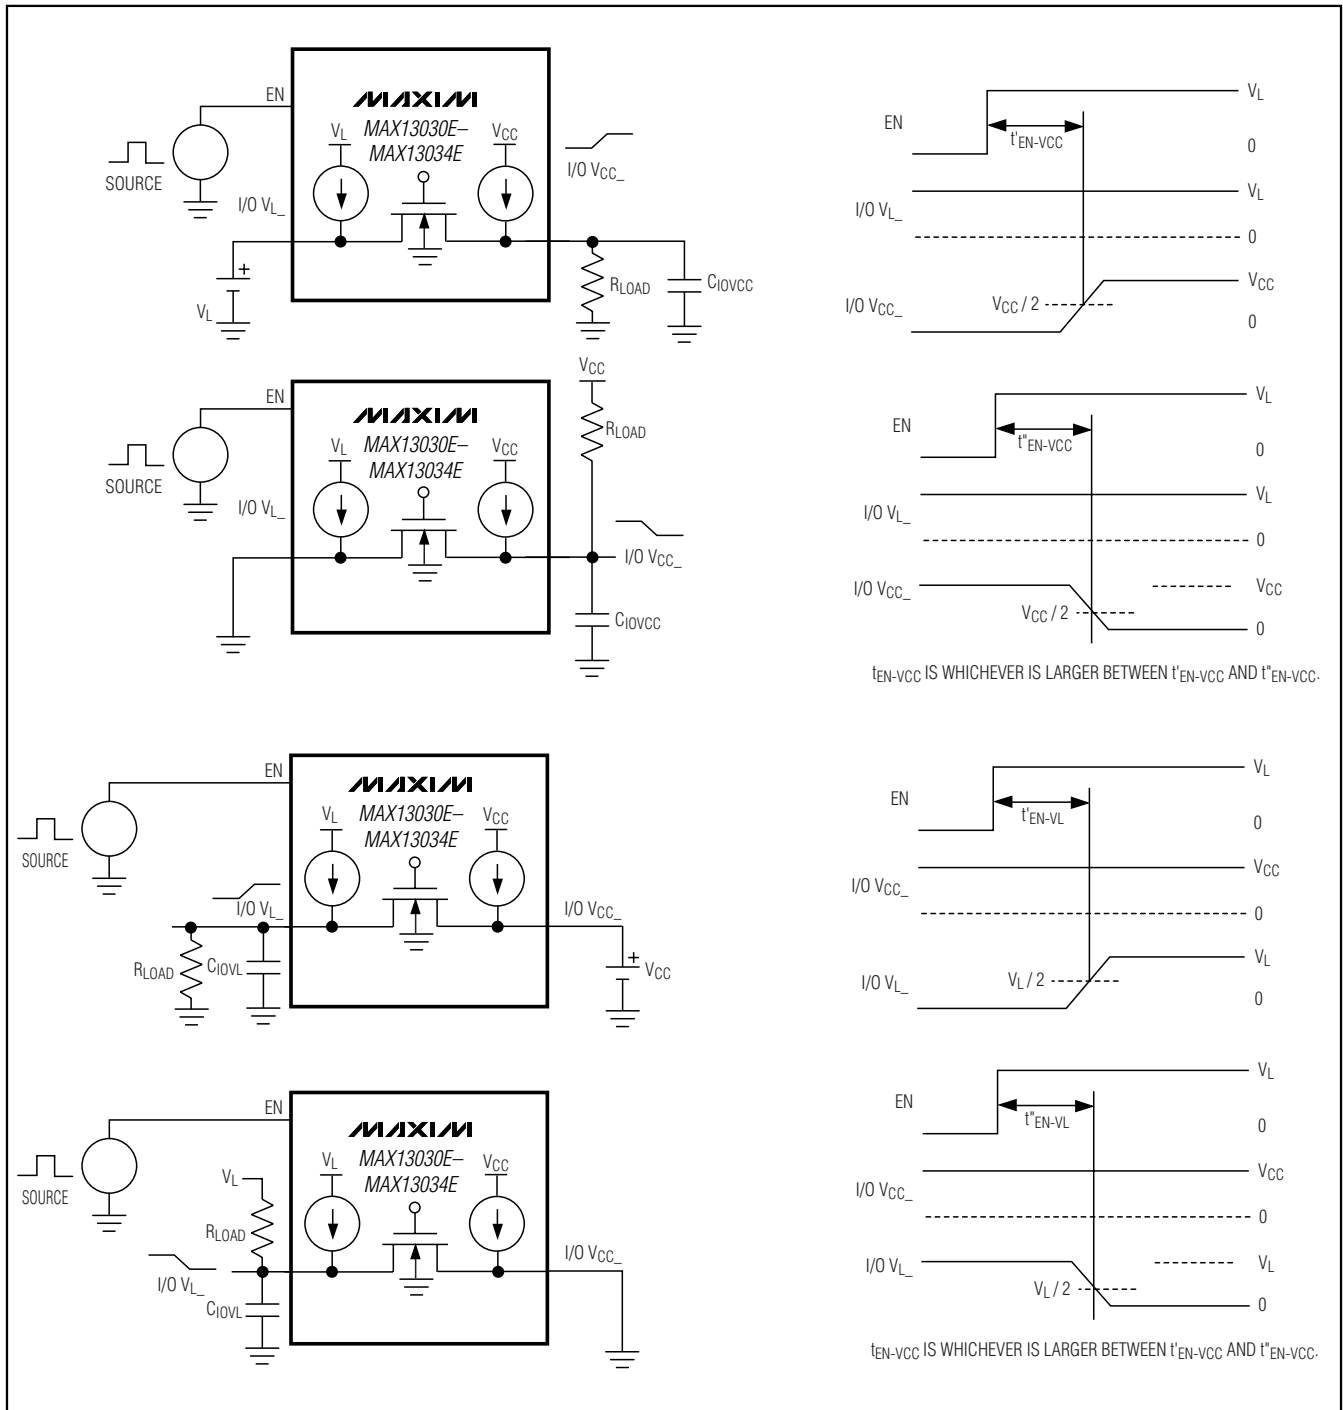 EN
MAXIM
MAX13030E–
MAX13034E
VL
VCC
SOURCE
I/O VL_
I/O VCC_
VL
RLOAD
CIOVCC
EN
VL
t'EN-VCC
0
I/O VL_
VL
0
I/O VCC_
VCC / 2
VCC
0
EN
MAXIM
MAX13030E–
MAX13034E
VL
VCC
SOURCE
I/O VL_
VCC
RLOAD
I/O VCC_
CIOVCC
EN
VL
t"EN-VCC
0
I/O VL_
VL
0
I/O VCC_
VCC
VCC / 2
0
tEN-VCC IS WHICHEVER IS LARGER BETWEEN t'EN-VCC AND t"EN-VCC.
EN
MAXIM
MAX13030E–
MAX13034E
VL
VCC
SOURCE
I/O VL_
I/O VCC_
RLOAD
CIOVL
VCC
EN
VL
t'EN-VL
0
I/O VCC_
VCC
0
I/O VL_
VL / 2
VL
0
EN
MAXIM
MAX13030E–
MAX13034E
VL
VCC
SOURCE
VL
RLOAD
I/O VL_
CIOVL
I/O VCC_
EN
VL
t"EN-VL
0
I/O VCC_
VCC
0
I/O VL_
VL
VL / 2
0
tEN-VCC IS WHICHEVER IS LARGER BETWEEN t'EN-VCC AND t"EN-VCC.